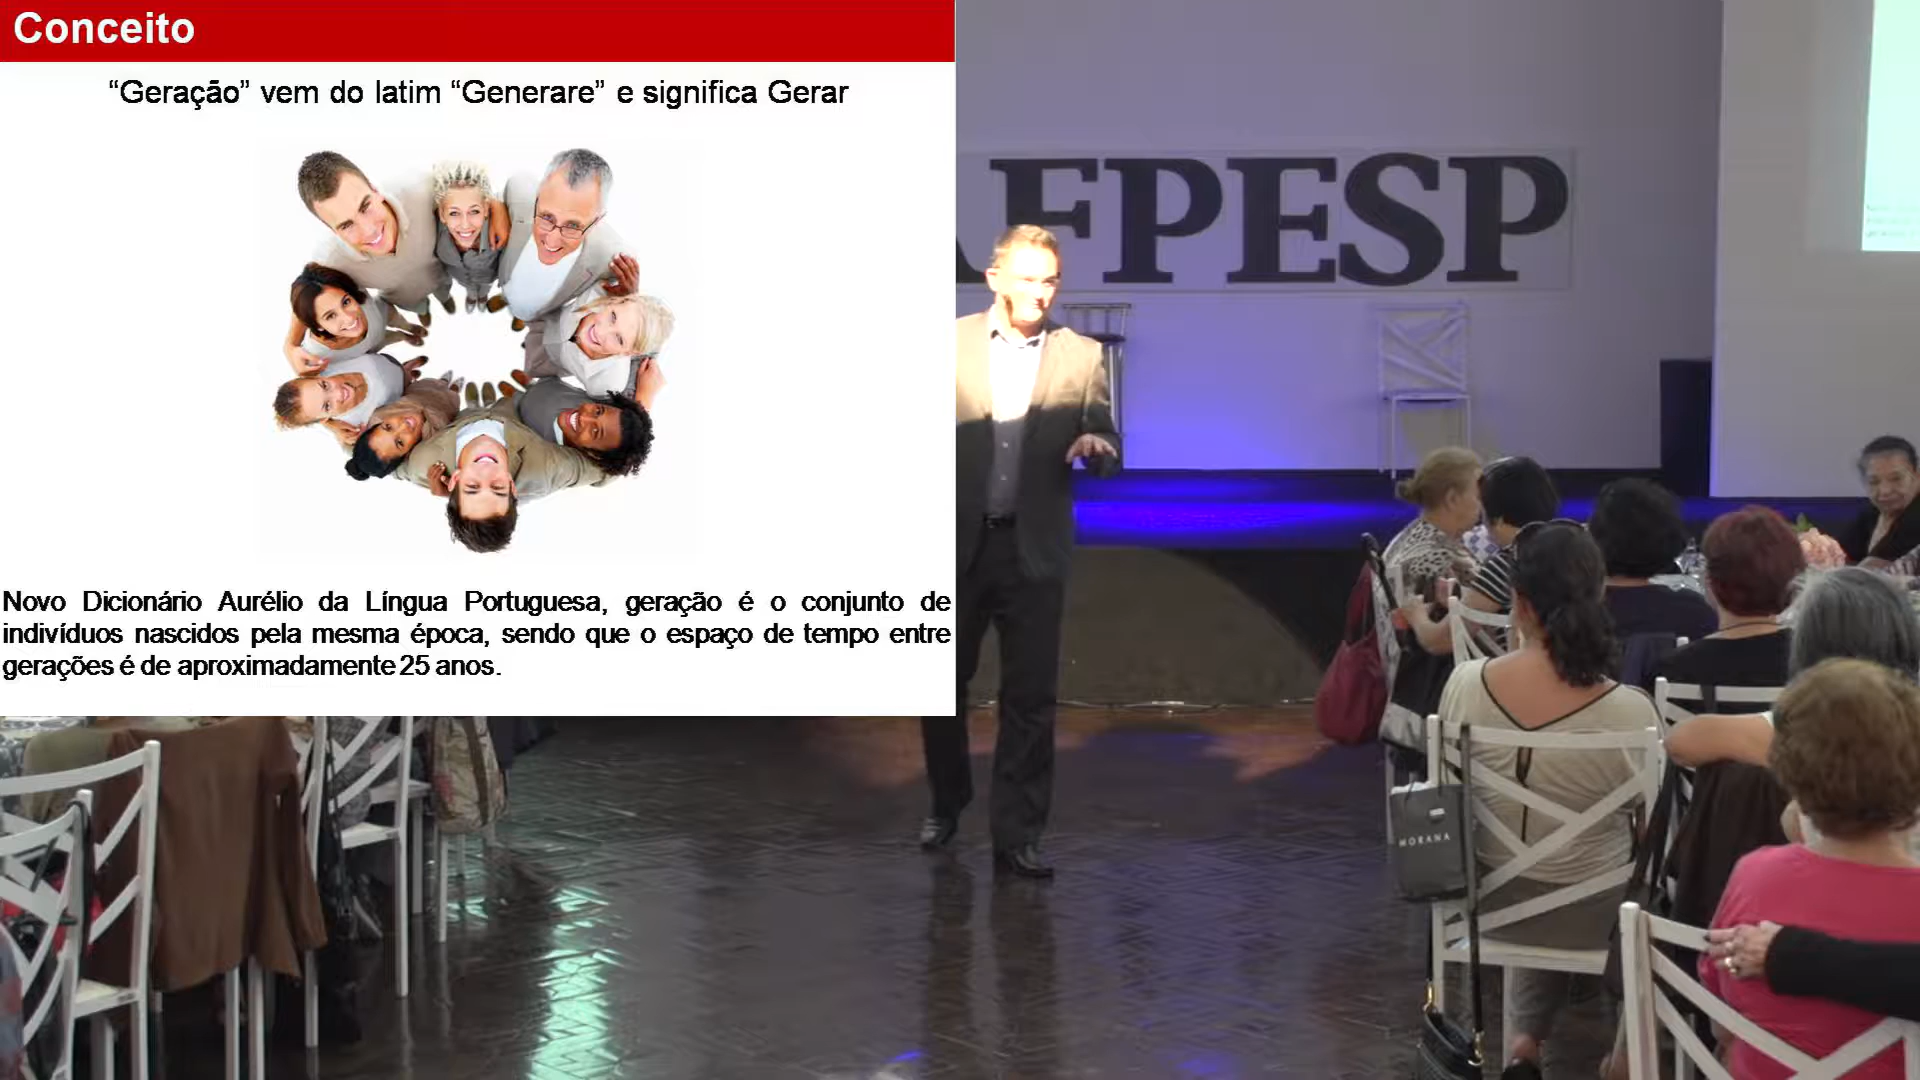 Conceito
“Geração” vem do latim “Generare” e significa Gerar
AFPESP
Novo Dicionário Aurélio da Língua Portuguesa, geração é o conjunto de
indivíduos nascidos pela mesma época, sendo que o espaço de tempo entre
gerações é de aproximadamente 25 anos.
MORANA